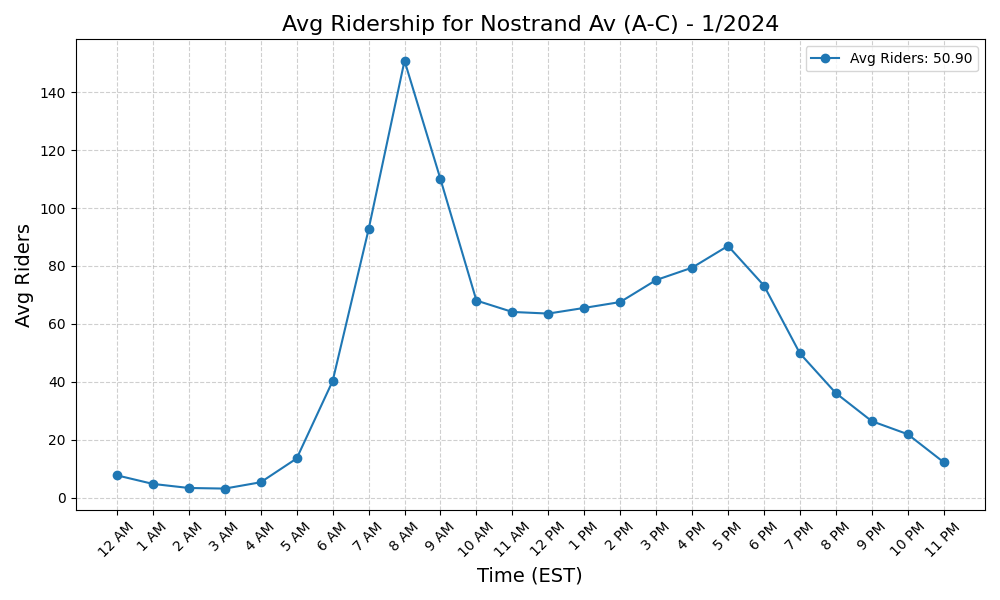 Avg Ridership for Nostrand Av (A-C) - 1/2024
Avg Riders: 50.90
Avg Riders
140
120
100
80
60
40
20
0
12 AM
1 AM
2 AM
3 AM
4 AM
5 AM
6 AM
7 AM
8 AM
9 AM
10 AM
11 AM
12 PM
1 PM
2 PM
3 PM
4 PM
5 PM
6 PM
7 PM
8 PM
9 PM
10 PM
11 PM
Time (EST)